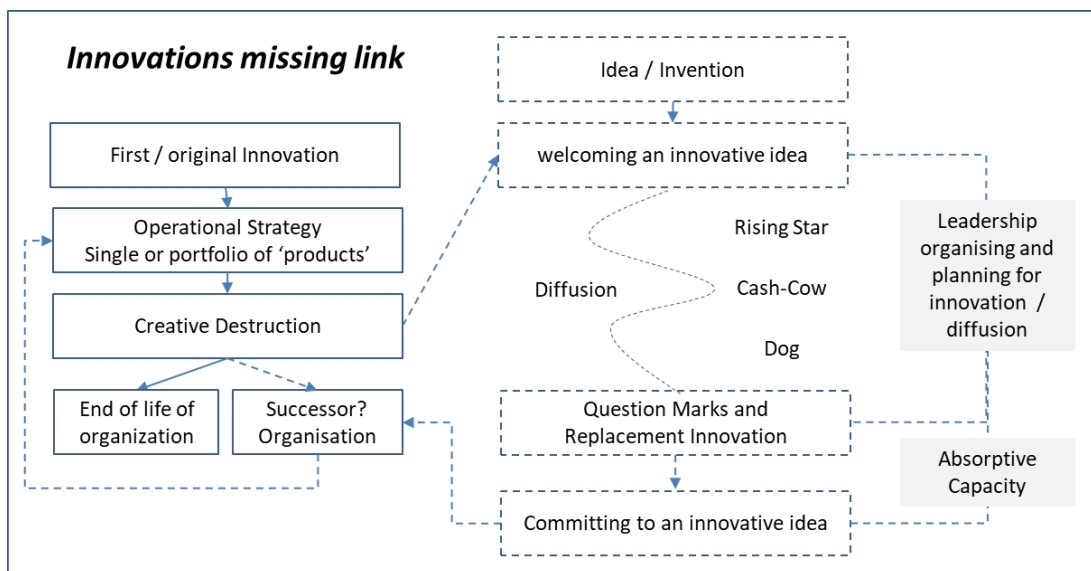 Innovations missing link
First / original Innovation
Operational Strategy
Single or portfolio of ‘products’
Creative Destruction
End of life of
organization
Successor?
Organisation
Idea / Invention
welcoming an innovative idea
Rising Star
Diffusion
Cash-Cow
Dog
Question Marks and
Replacement Innovation
Committing to an innovative idea
Leadership
organising and
planning for
innovation /
diffusion
Absorptive
Capacity